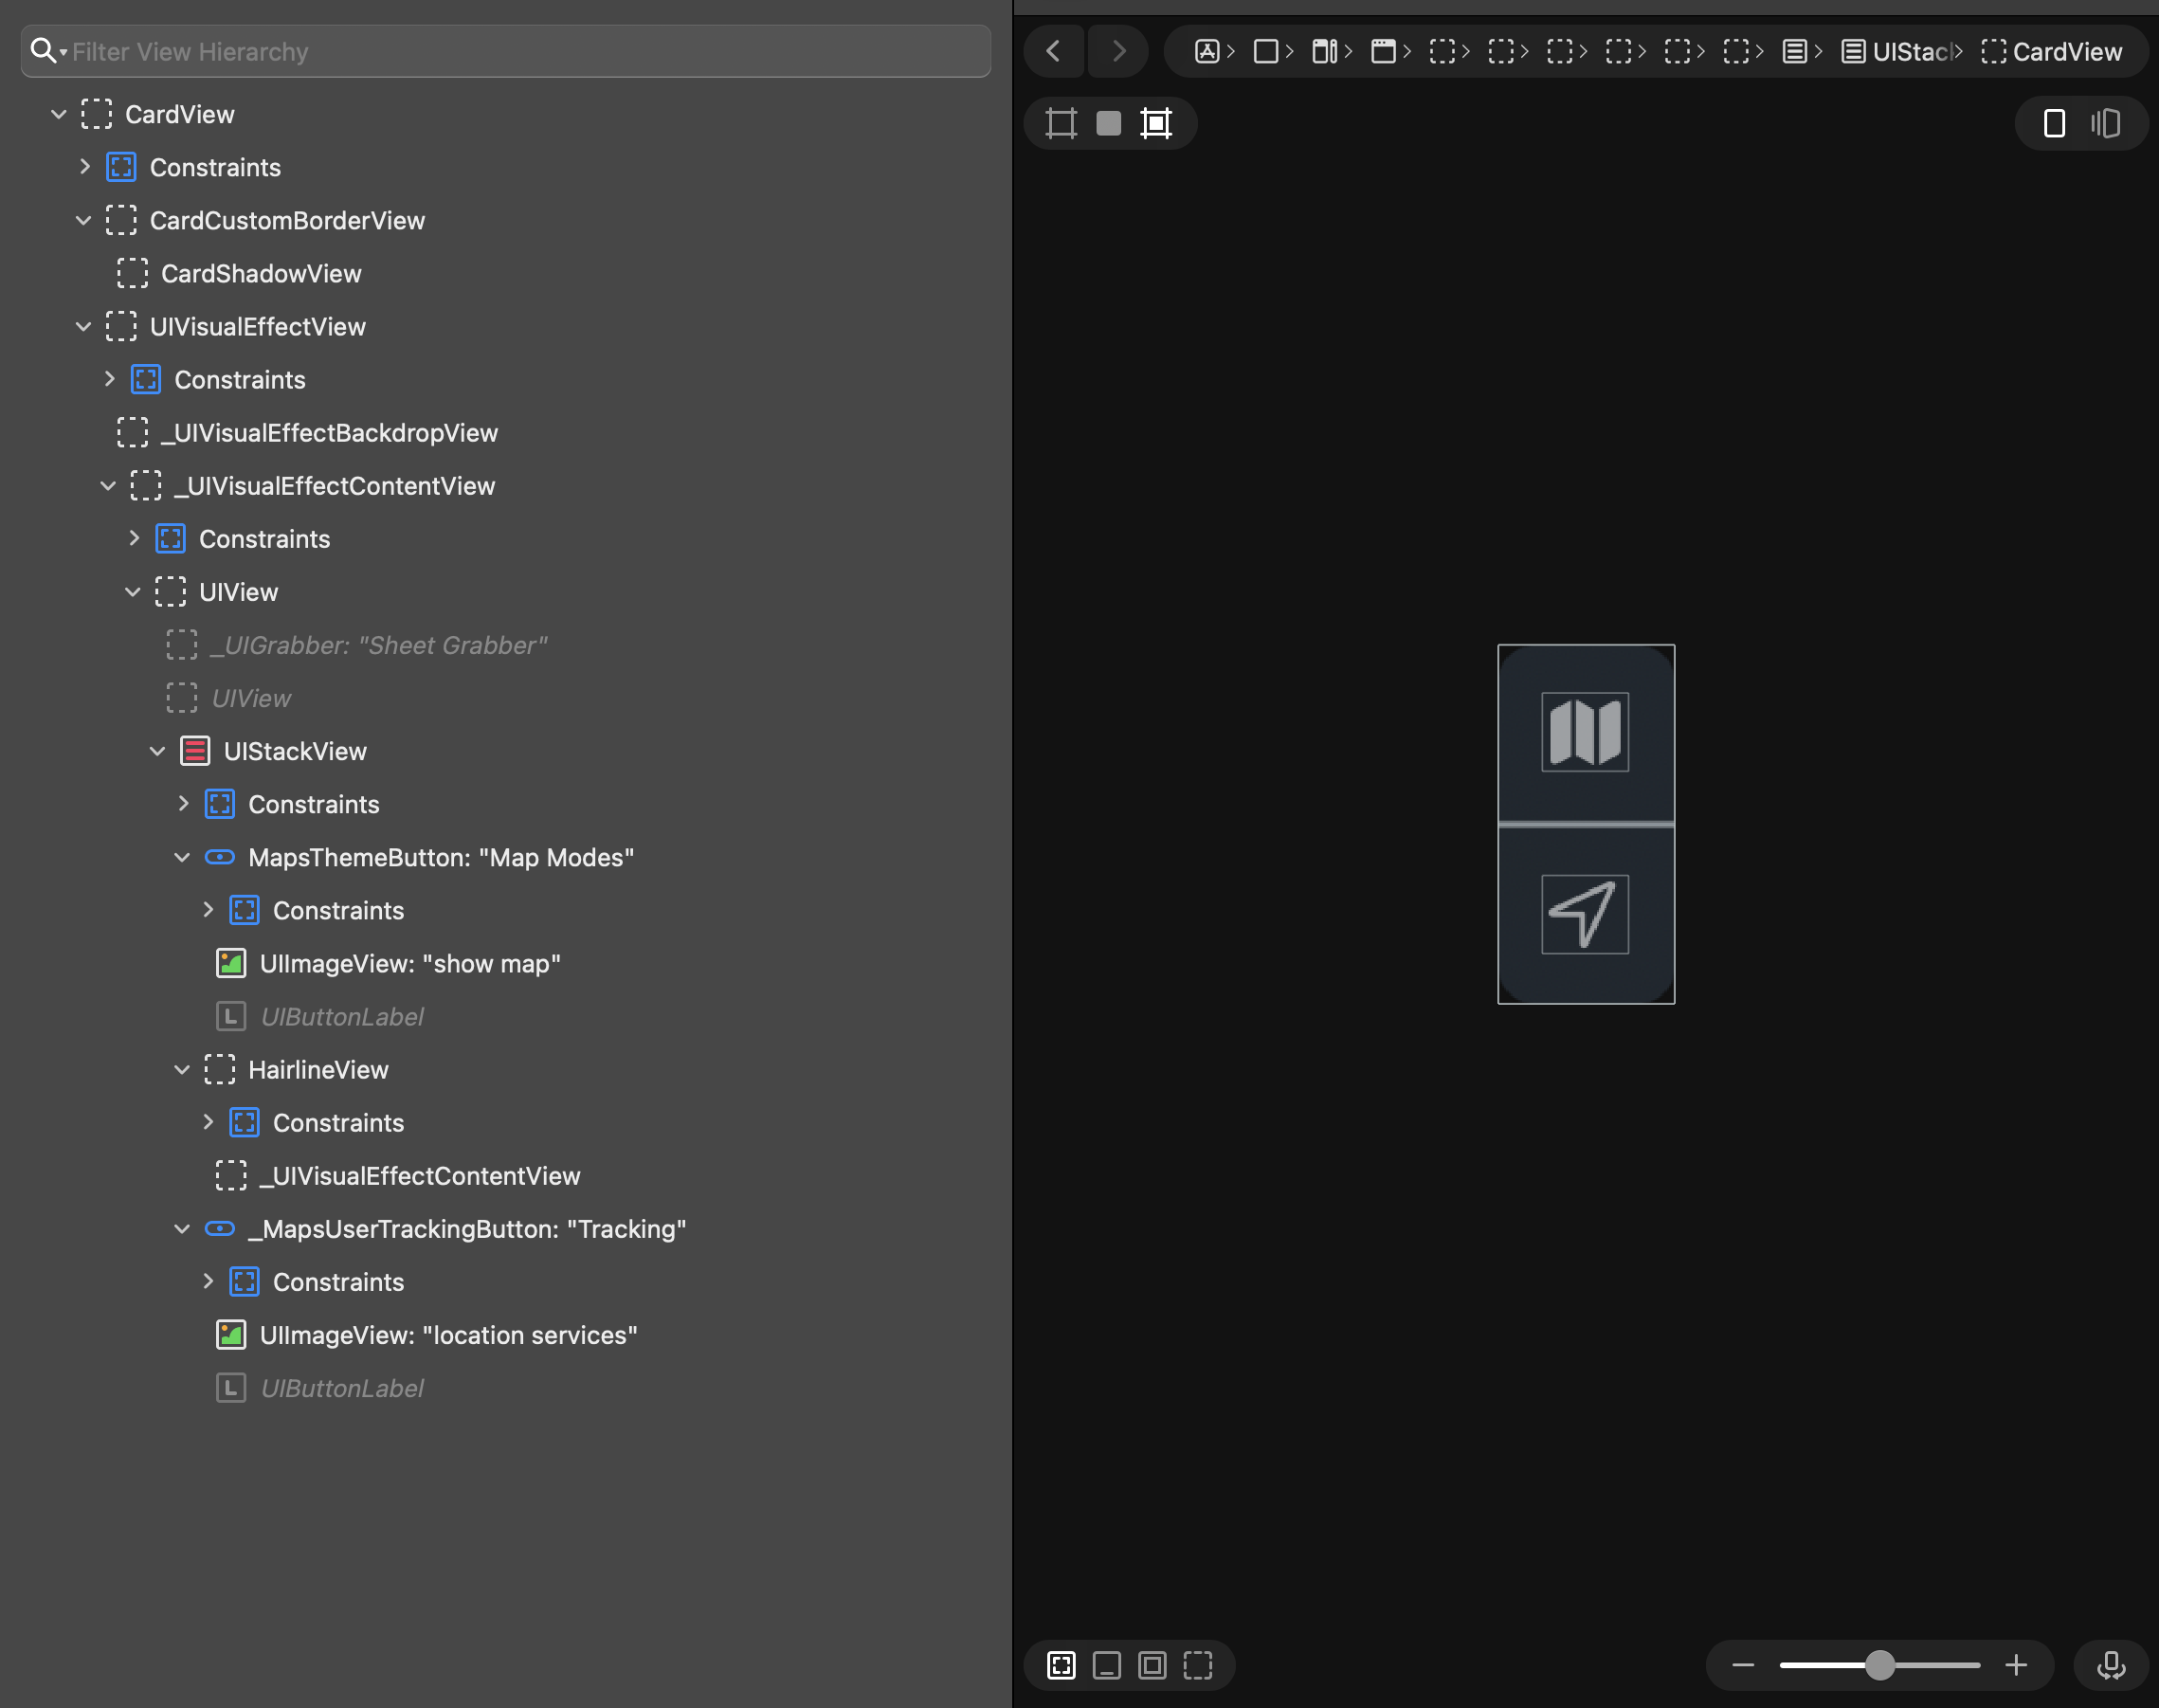 Filter View Hierarchy
UIStac
CardView
CardView
Constraints
CardCustomBorderView
CardShadowView
UIVisualEffectView
Constraints
_UIVisualEffectBackdropView
_UIVisualEffectContentView
Constraints
UIView
_UIGrabber: "Sheet Grabber"
UIView
UIStackView
Constraints
MapsThemeButton: "Map Modes"
Constraints
UIImageView: "show map"
L UIButtonLabel
HairlineView
Constraints
_UIVisualEffectContentView
_MapsUserTrackingButton: "Tracking"
Constraints
UIImageView: "location services"
L UIButtonLabel